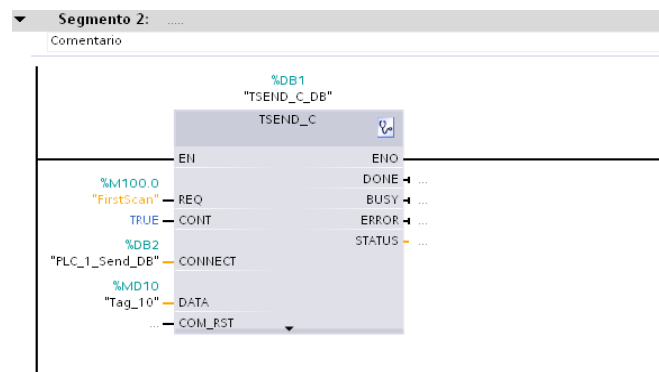 Segmento 2: .....
Comentario
%DB1
"TSEND_C_DB"
TSEND_C
EN ENO
%M100.0 DONE ...
"FirstScan" REQ BUSY ...
TRUE CONT ERROR ...
%DB2 STATUS ...
"PLC_1_Send_DB" CONNECT
%MD10
"Tag_10" DATA
... COM_RST